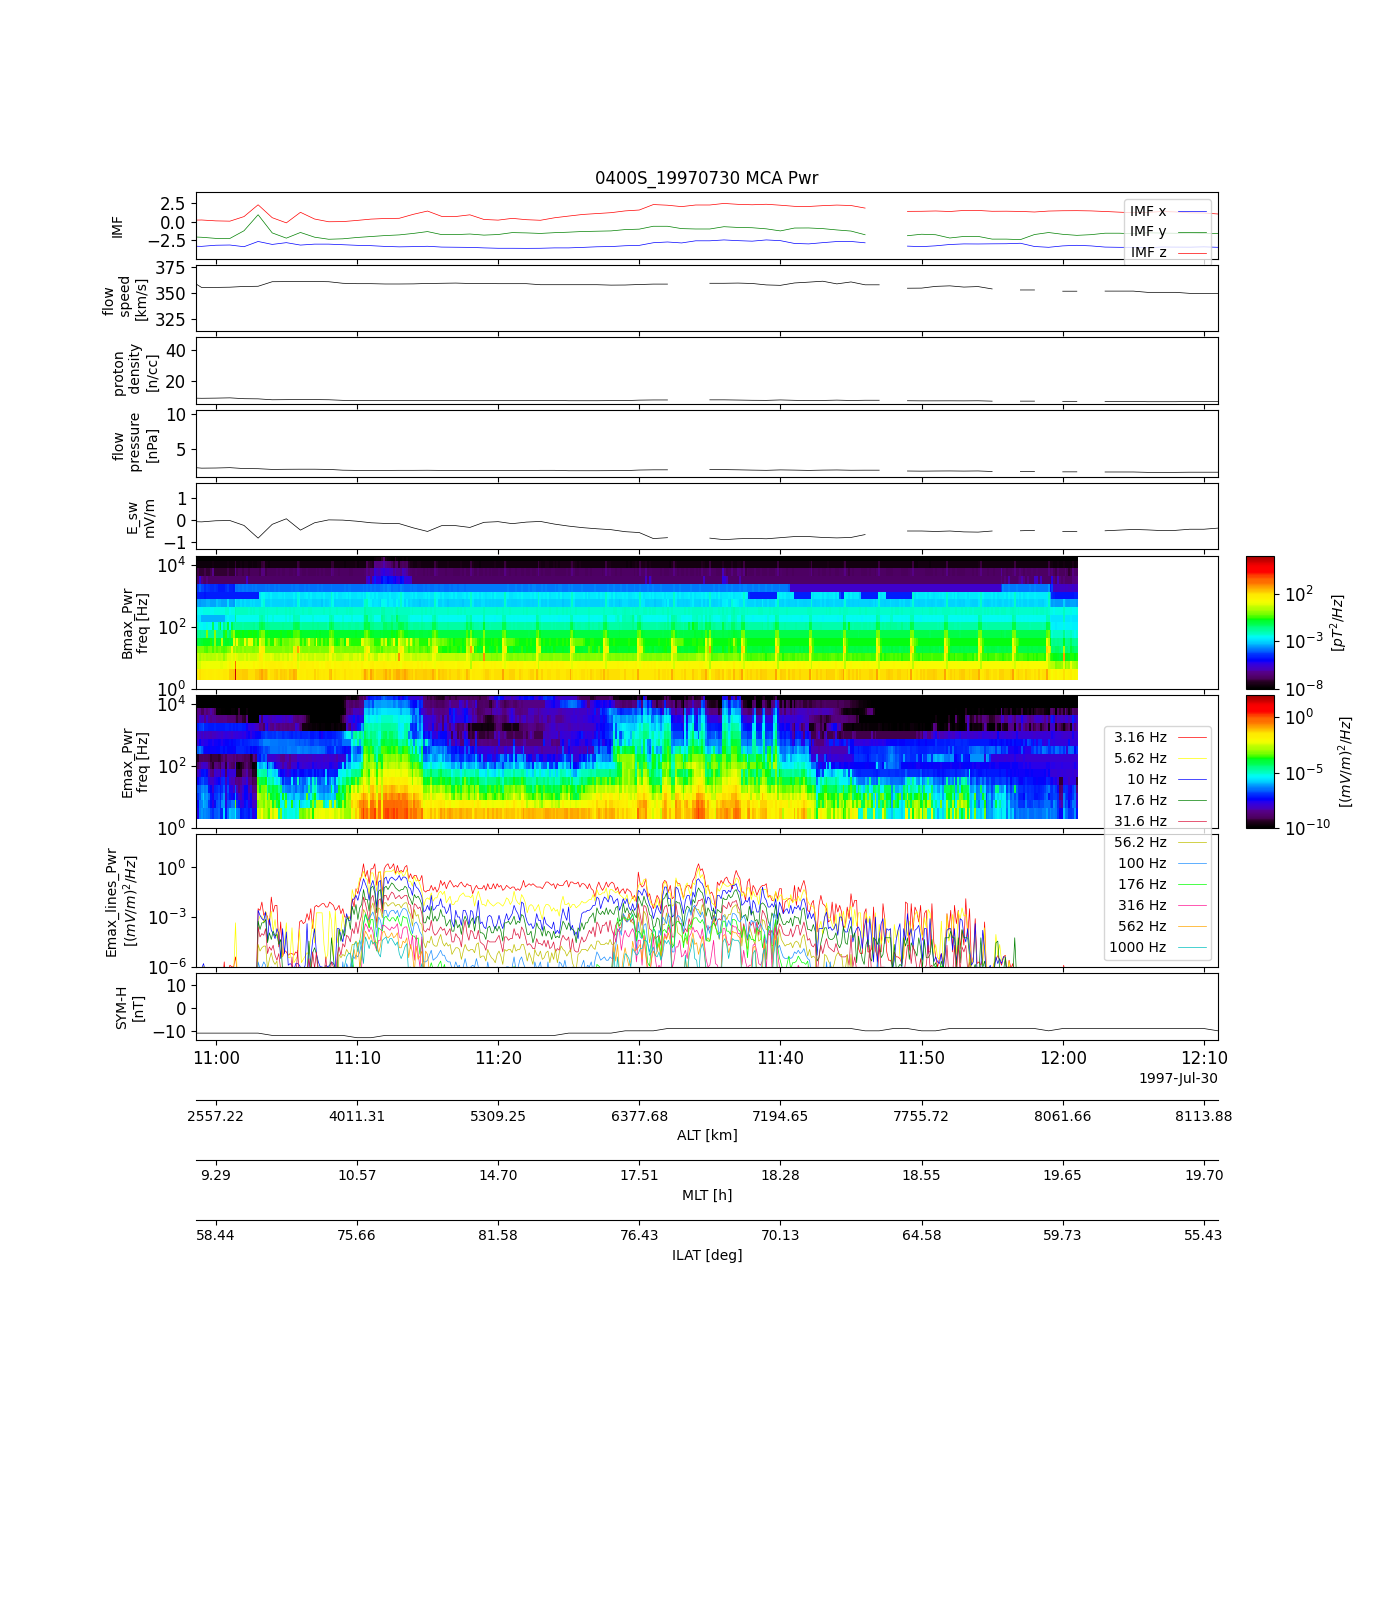 0400S_19970730 MCA Pwr
IMF
2.5
0.0
−2.5
IMF x
IMF y
IMF z
flow
speed
[km/s]
375
350
325
proton
density
[n/cc]
40
20
flow
pressure
[nPa]
10
5
E_sw
mV/m
1
0
−1
Bmax_Pwr
freq [Hz]
10^4
10^2
10^0
10^2
10^−3
10^−8
[pT^2/Hz]
Emax_Pwr
freq [Hz]
10^4
10^2
10^0
10^0
10^−5
10^−10
[(mV/m)^2/Hz]
3.16 Hz
5.62 Hz
10 Hz
17.6 Hz
31.6 Hz
56.2 Hz
100 Hz
176 Hz
316 Hz
562 Hz
1000 Hz
Emax_lines_Pwr
[(mV/m)^2/Hz]
10^0
10^−3
10^−6
SYM-H
[nT]
10
0
−10
11:00 11:10 11:20 11:30 11:40 11:50 12:00 12:10
1997-Jul-30
2557.22 4011.31 5309.25 6377.68 7194.65 7755.72 8061.66 8113.88
ALT [km]
9.29 10.57 14.70 17.51 18.28 18.55 19.65 19.70
MLT [h]
58.44 75.66 81.58 76.43 70.13 64.58 59.73 55.43
ILAT [deg]